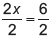 2x/2 = 6/2